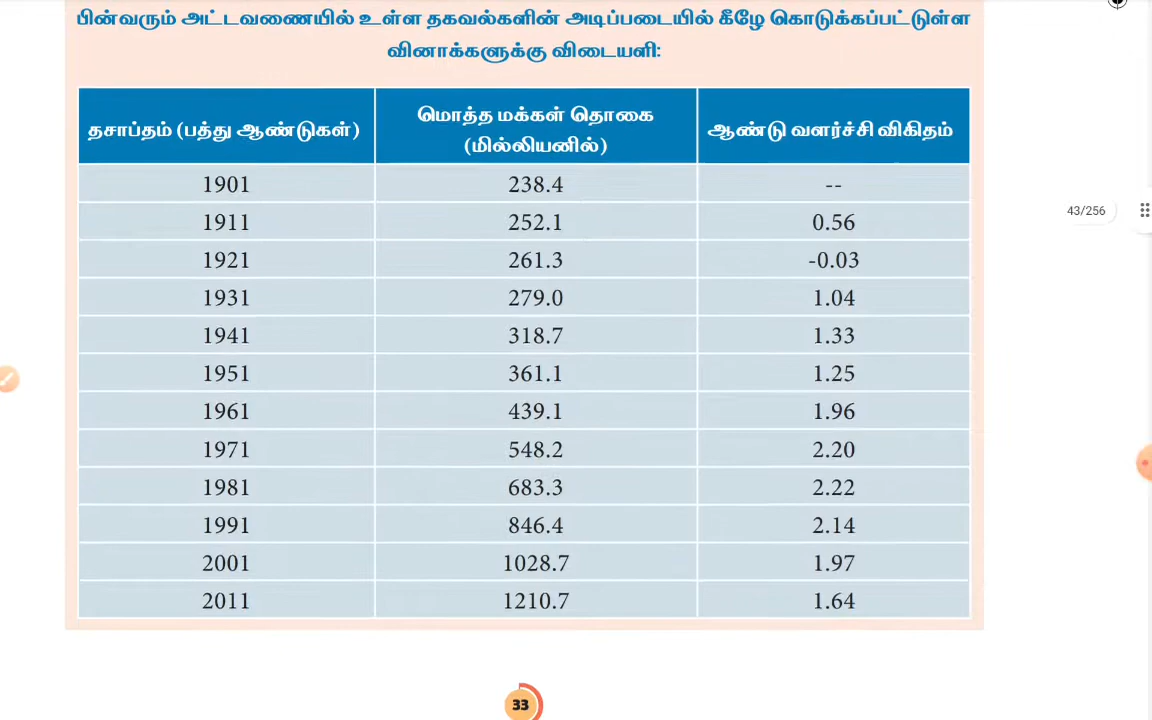 பின்வரும் அட்டவணையில் உள்ள தகவல்களின் அடிப்படையில் கீழே கொடுக்கப்பட்டுள்ள
வினாக்களுக்கு விடையளி:
தசாப்தம் (பத்து ஆண்டுகள்) மொத்த மக்கள் தொகை (மில்லியனில்) ஆண்டு வளர்ச்சி விகிதம்
1901 238.4 --
1911 252.1 0.56
1921 261.3 -0.03
1931 279.0 1.04
1941 318.7 1.33
1951 361.1 1.25
1961 439.1 1.96
1971 548.2 2.20
1981 683.3 2.22
1991 846.4 2.14
2001 1028.7 1.97
2011 1210.7 1.64
43/256
33